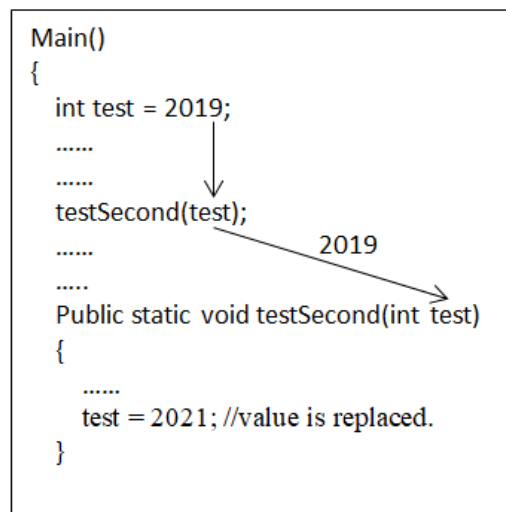 Main()
{
int test = 2019;
......
......
testSecond(test);
......
2019
.....
Public static void testSecond(int test)
{
......
test = 2021; //value is replaced.
}